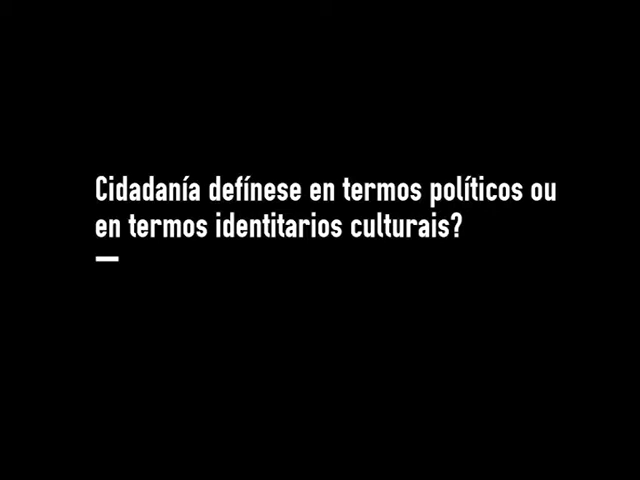 Cidadanía defínese en termos políticos ou
en termos identitarios culturais?